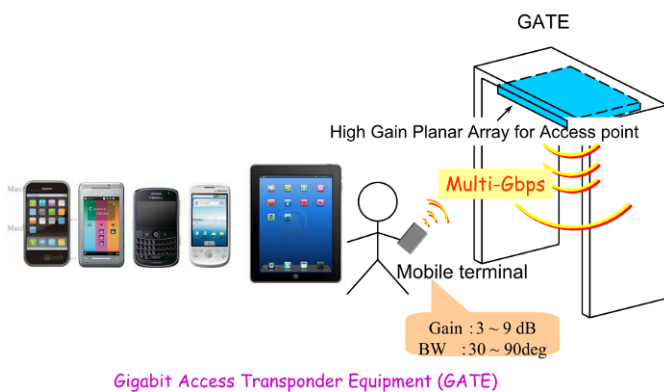 GATE
High Gain Planar Array for Access point
Multi-Gbps
Mobile terminal
Gain : 3 ~ 9 dB
BW : 30 ~ 90deg
Gigabit Access Transponder Equipment (GATE)